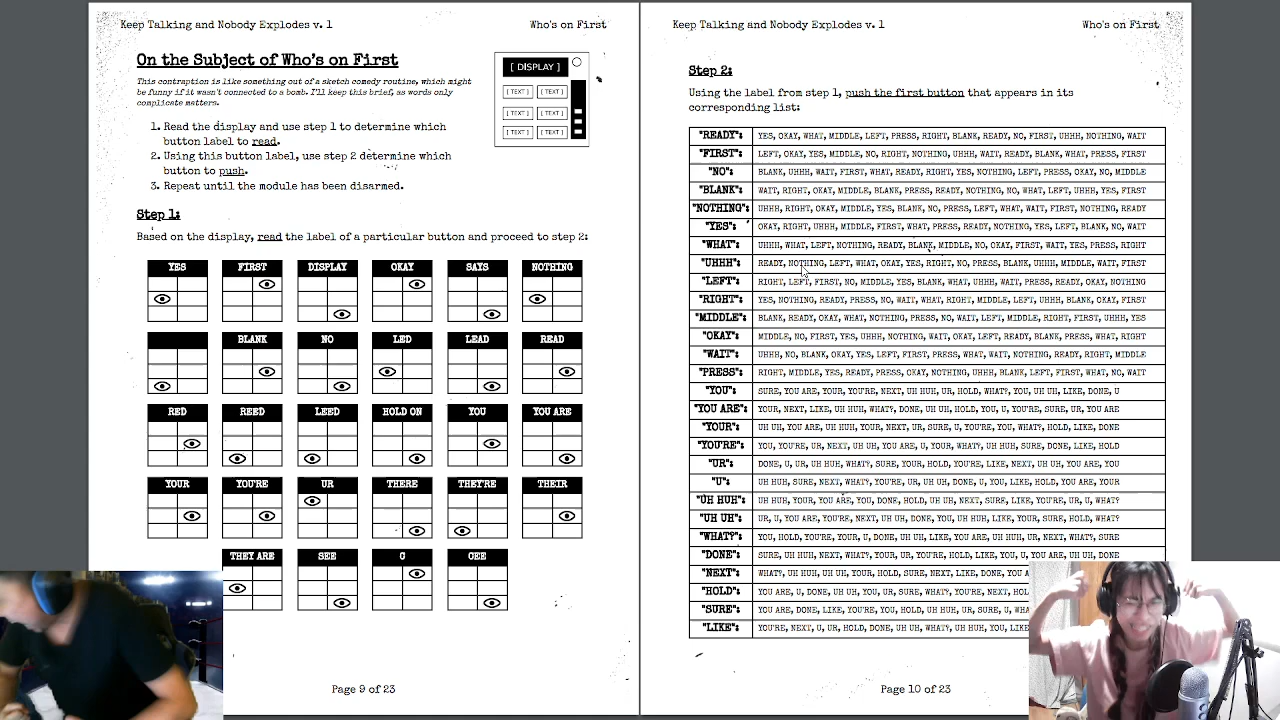 Keep Talking and Nobody Explodes v. 1
Who's on First
On the Subject of Who's on First
This contraption is like something out of a sketch comedy routine, which might
be funny if it wasn't connected to a bomb. I'll keep this brief, as words only
complicate matters.
[ DISPLAY ]
[ TEXT ] [ TEXT ]
[ TEXT ] [ TEXT ]
[ TEXT ] [ TEXT ]
1. Read the display and use step 1 to determine which
button label to read.
2. Using this button label, use step 2 determine which
button to push.
3. Repeat until the module has been disarmed.
Step 1:
Based on the display, read the label of a particular button and proceed to step 2:
YES FIRST DISPLAY OKAY SAYS NOTHING
BLANK NO LED LEAD READ
RED REED LEED HOLD ON YOU YOU ARE
YOUR YOU'RE UR THERE THEY'RE THEIR
THEY ARE SEE C CEE
Page 9 of 23
Keep Talking and Nobody Explodes v. 1
Who's on First
Step 2:
Using the label from step 1, push the first button that appears in its
corresponding list:
"READY": YES, OKAY, WHAT, MIDDLE, LEFT, PRESS, RIGHT, BLANK, READY, NO, FIRST, UHHH, NOTHING, WAIT
"FIRST": LEFT, OKAY, YES, MIDDLE, NO, RIGHT, NOTHING, UHHH, WAIT, READY, BLANK, WHAT, PRESS, FIRST
"NO": BLANK, UHHH, WAIT, FIRST, WHAT, READY, RIGHT, YES, NOTHING, LEFT, PRESS, OKAY, NO, MIDDLE
"BLANK": WAIT, RIGHT, OKAY, MIDDLE, BLANK, PRESS, READY, NOTHING, NO, WHAT, LEFT, UHHH, YES, FIRST
"NOTHING": UHHH, RIGHT, OKAY, MIDDLE, YES, BLANK, NO, PRESS, LEFT, WHAT, WAIT, FIRST, NOTHING, READY
"YES": OKAY, RIGHT, UHHH, MIDDLE, FIRST, WHAT, PRESS, READY, NOTHING, YES, LEFT, BLANK, NO, WAIT
"WHAT": UHHH, WHAT, LEFT, NOTHING, READY, BLANK, MIDDLE, NO, OKAY, FIRST, WAIT, YES, PRESS, RIGHT
"UHHH": READY, NOTHING, LEFT, WHAT, OKAY, YES, RIGHT, NO, PRESS, BLANK, UHHH, MIDDLE, WAIT, FIRST
"LEFT": RIGHT, LEFT, FIRST, NO, MIDDLE, YES, BLANK, WHAT, UHHH, WAIT, PRESS, READY, OKAY, NOTHING
"RIGHT": YES, NOTHING, READY, PRESS, NO, WAIT, WHAT, RIGHT, MIDDLE, LEFT, UHHH, BLANK, OKAY, FIRST
"MIDDLE": BLANK, READY, OKAY, WHAT, NOTHING, PRESS, NO, WAIT, LEFT, MIDDLE, RIGHT, FIRST, UHHH, YES
"OKAY": MIDDLE, NO, FIRST, YES, UHHH, NOTHING, WAIT, OKAY, LEFT, READY, BLANK, PRESS, WHAT, RIGHT
"WAIT": UHHH, NO, BLANK, OKAY, YES, LEFT, FIRST, PRESS, WHAT, WAIT, NOTHING, READY, RIGHT, MIDDLE
"PRESS": RIGHT, MIDDLE, YES, READY, PRESS, OKAY, NOTHING, UHHH, BLANK, LEFT, FIRST, WHAT, NO, WAIT
"YOU": SURE, YOU ARE, YOUR, YOU'RE, NEXT, UH HUH, UR, HOLD, WHAT?, YOU, UH UH, LIKE, DONE, U
"YOU ARE": YOUR, NEXT, LIKE, UH HUH, WHAT?, DONE, UH UH, HOLD, YOU, U, YOU'RE, SURE, UR, YOU ARE
"YOUR": UH UH, YOU ARE, UH HUH, YOUR, NEXT, UR, SURE, U, YOU'RE, YOU, WHAT?, HOLD, LIKE, DONE
"YOU'RE": YOU, YOU'RE, UR, NEXT, UH UH, YOU ARE, U, YOUR, WHAT?, UH HUH, SURE, DONE, LIKE, HOLD
"UR": DONE, U, UR, UH HUH, WHAT?, SURE, YOUR, HOLD, YOU'RE, LIKE, NEXT, UH UH, YOU ARE, YOU
"U": UH HUH, SURE, NEXT, WHAT?, YOU'RE, UR, UH UH, DONE, U, YOU, LIKE, HOLD, YOU ARE, YOUR
"UH HUH": UH HUH, YOUR, YOU ARE, YOU, DONE, HOLD, UH UH, NEXT, SURE, LIKE, YOU'RE, UR, U, WHAT?
"UH UH": UR, U, YOU ARE, YOU'RE, NEXT, UH UH, DONE, YOU, UH HUH, LIKE, YOUR, SURE, HOLD, WHAT?
"WHAT?": YOU, HOLD, YOU'RE, YOUR, U, DONE, UH UH, LIKE, YOU ARE, UH HUH, UR, NEXT, WHAT?, SURE
"DONE": SURE, UH HUH, NEXT, WHAT?, YOUR, UR, YOU'RE, HOLD, LIKE, YOU, U, YOU ARE, UH UH, DONE
"NEXT": WHAT?, UH HUH, UH UH, YOUR, HOLD, SURE, NEXT, LIKE, DONE, YOU A
"HOLD": YOU ARE, U, DONE, UH UH, YOU, UR, SURE, WHAT?, YOU'RE, NEXT, HOL
"SURE": YOU ARE, DONE, LIKE, YOU'RE, YOU, HOLD, UH HUH, UR, SURE, U, WHA
"LIKE": YOU'RE, NEXT, U, UR, HOLD, DONE, UH UH, WHAT?, UH HUH, YOU, LIKE
Page 10 of 23